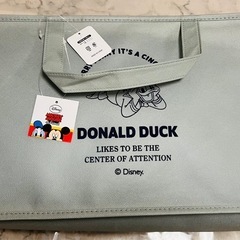 IT'S A CINC
DONALD DUCK
LIKES TO BE THE
CENTER OF ATTENTION
© Disney.